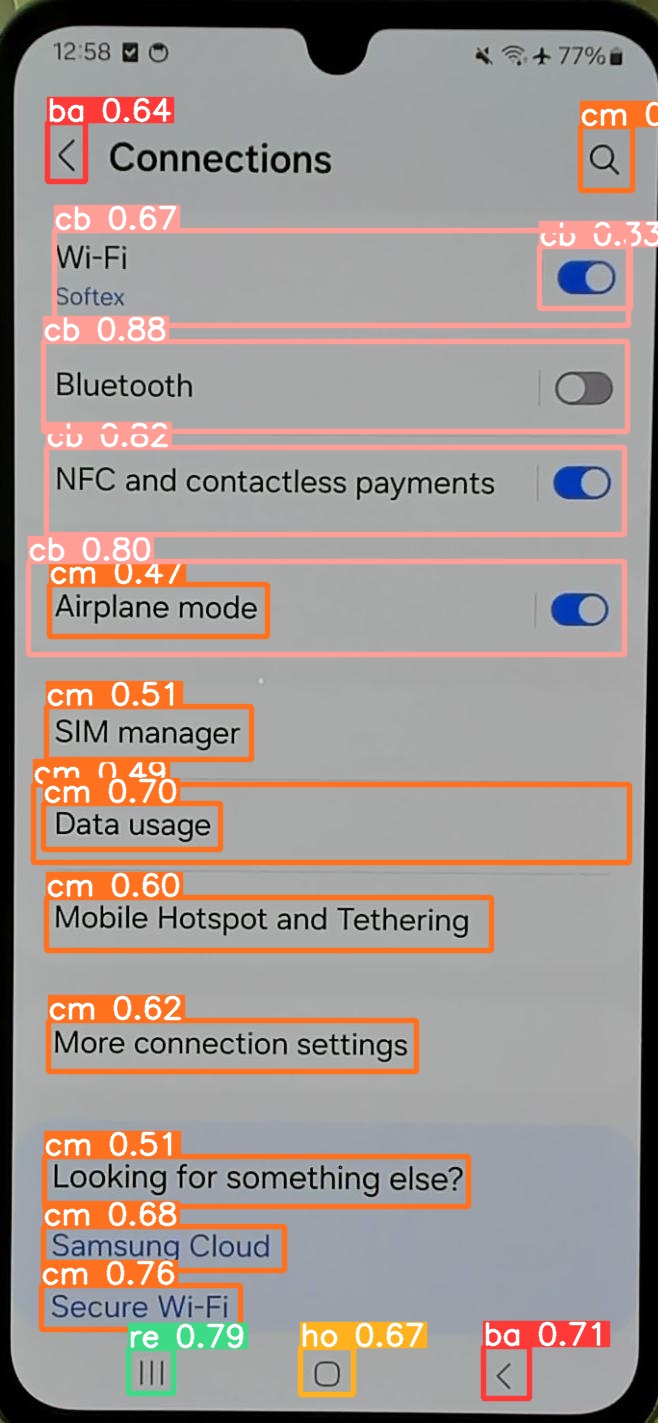 12:58 77%
ba 0.64
cm 0
Connections
cb 0.67
cb 0.33
Wi-Fi
Softex
cb 0.88
Bluetooth
cb 0.82
NFC and contactless payments
cb 0.80
cm 0.47
Airplane mode
cm 0.51
SIM manager
cm 0.49
cm 0.70
Data usage
cm 0.60
Mobile Hotspot and Tethering
cm 0.62
More connection settings
cm 0.51
Looking for something else?
cm 0.68
Samsung Cloud
cm 0.76
Secure Wi-Fi
re 0.79 ho 0.67 ba 0.71